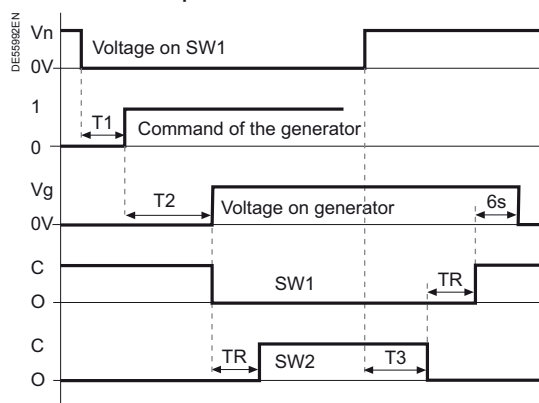 DE55992EN
Vn
Voltage on SW1
0V
1
T1
Command of the generator
0
Vg
T2
Voltage on generator
6s
0V
C
SW1
TR
O
C
TR
SW2
T3
O